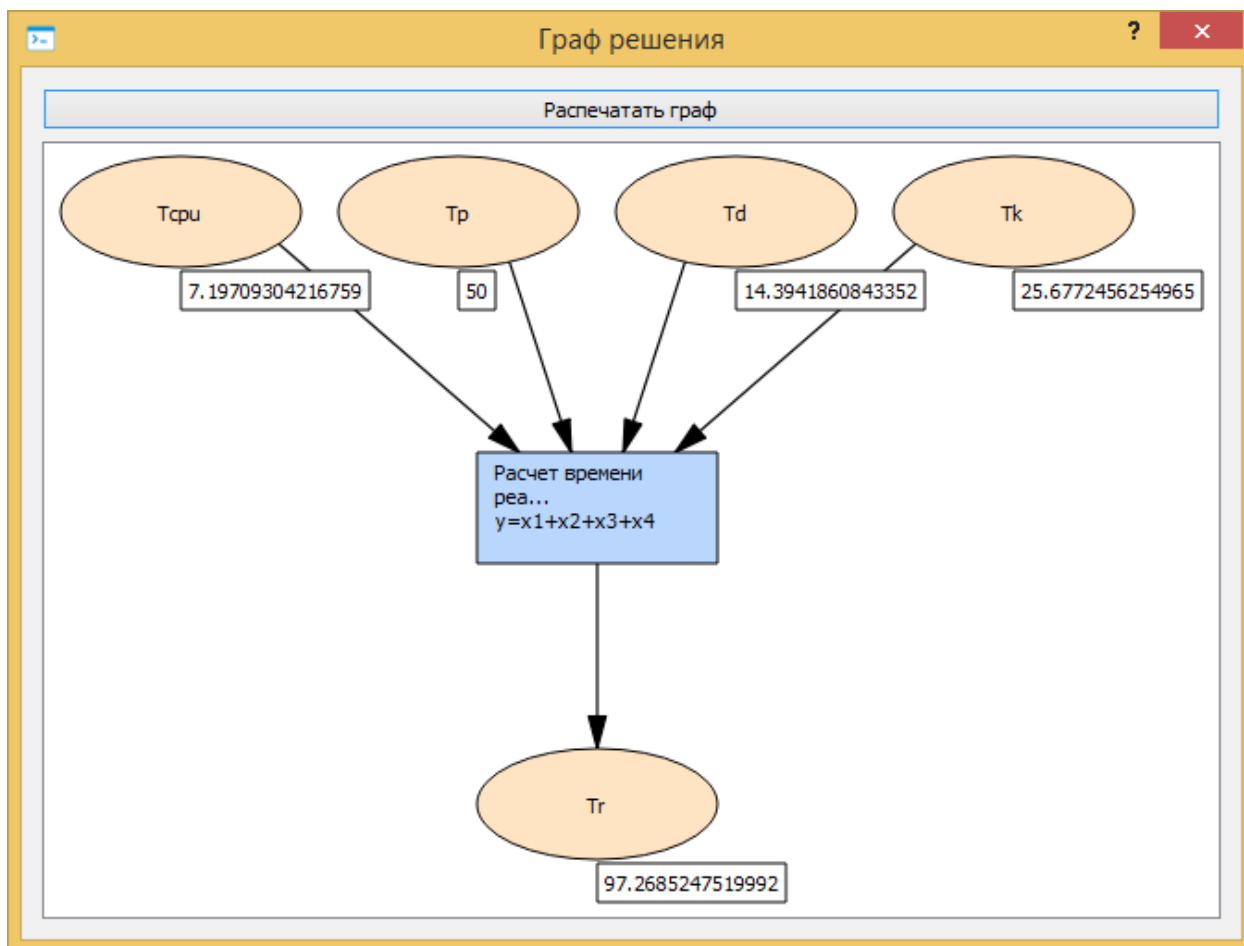 Граф решения
?
Распечатать граф
Tcpu
Tp
Td
Tk
7.19709304216759
50
14.3941860843352
25.6772456254965
Расчет времени
реа...
y=x1+x2+x3+x4
Tr
97.2685247519992